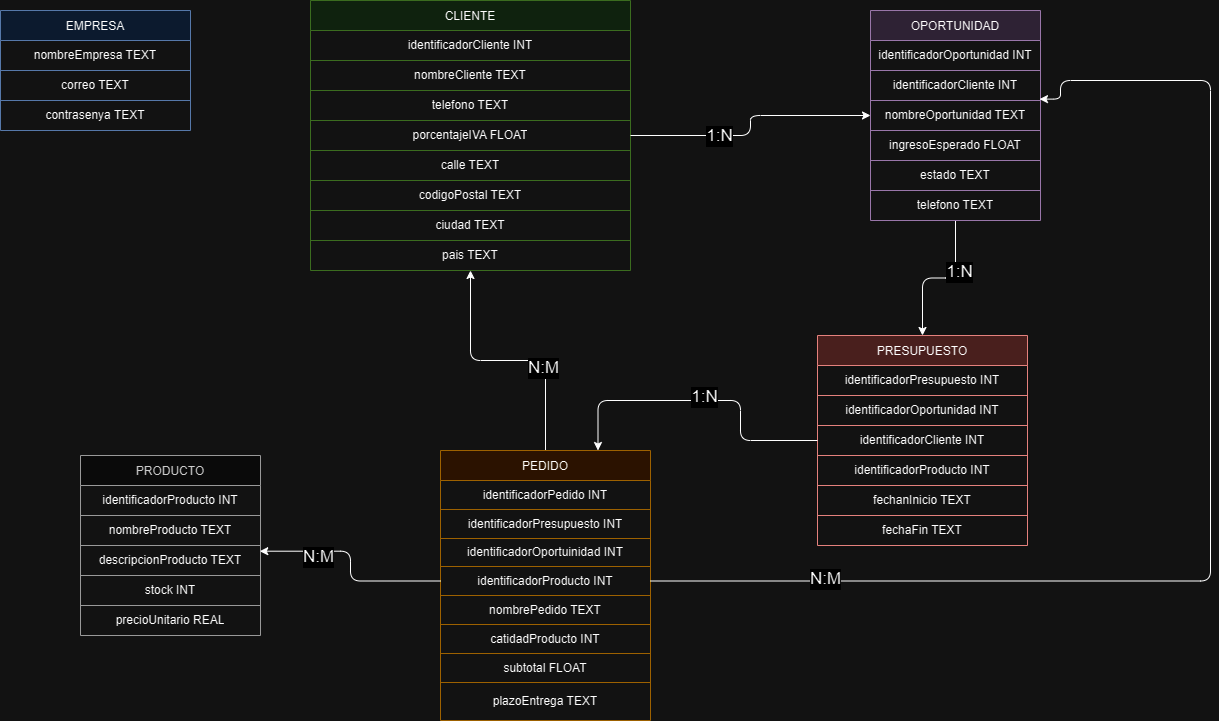 EMPRESA
nombreEmpresa TEXT
correo TEXT
contrasenya TEXT
CLIENTE
identificadorCliente INT
nombreCliente TEXT
telefono TEXT
porcentajeIVA FLOAT
calle TEXT
codigoPostal TEXT
ciudad TEXT
pais TEXT
1:N
OPORTUNIDAD
identificadorOportunidad INT
identificadorCliente INT
nombreOportunidad TEXT
ingresoEsperado FLOAT
estado TEXT
telefono TEXT
1:N
PRESUPUESTO
identificadorPresupuesto INT
identificadorOportunidad INT
identificadorCliente INT
identificadorProducto INT
fechanInicio TEXT
fechaFin TEXT
N:M
1:N
PEDIDO
identificadorPedido INT
identificadorPresupuesto INT
identificadorOportuinidad INT
identificadorProducto INT
nombrePedido TEXT
catidadProducto INT
subtotal FLOAT
plazoEntrega TEXT
N:M
N:M
PRODUCTO
identificadorProducto INT
nombreProducto TEXT
descripcionProducto TEXT
stock INT
precioUnitario REAL